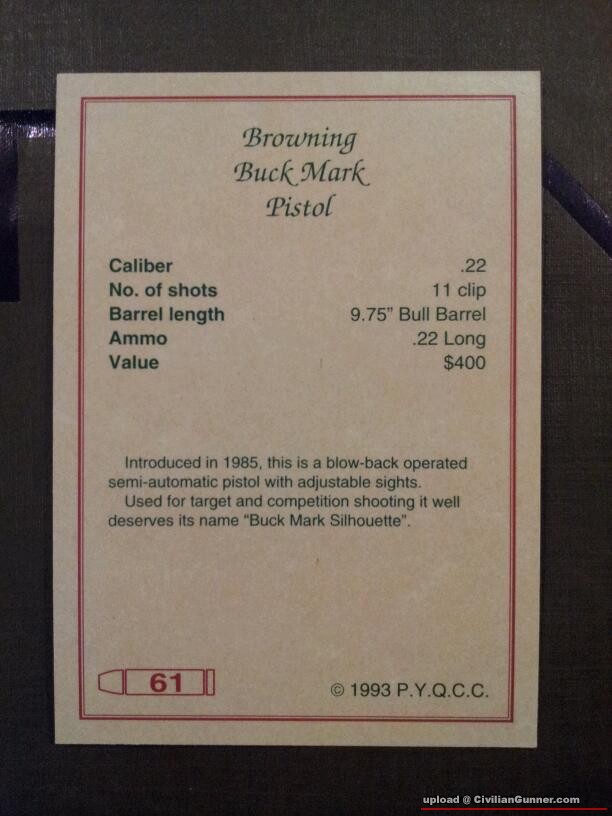 Browning
Buck Mark
Pistol
Caliber .22
No. of shots 11 clip
Barrel length 9.75” Bull Barrel
Ammo .22 Long
Value $400
Introduced in 1985, this is a blow-back operated
semi-automatic pistol with adjustable sights.
Used for target and competition shooting it well
deserves its name “Buck Mark Silhouette”.
61
© 1993 P.Y.Q.C.C.
upload @ CivilianGunner.com